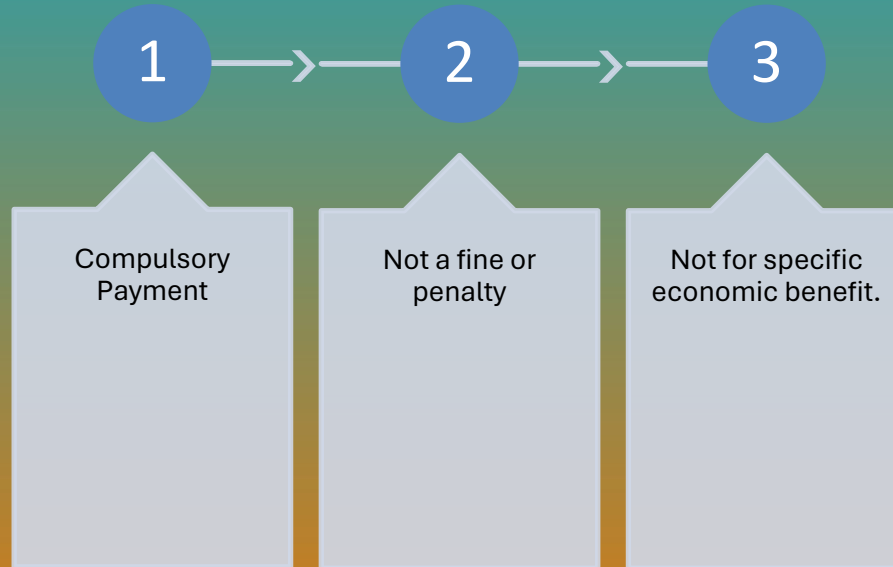 1
2
3
Compulsory
Payment
Not a fine or
penalty
Not for specific
economic benefit.